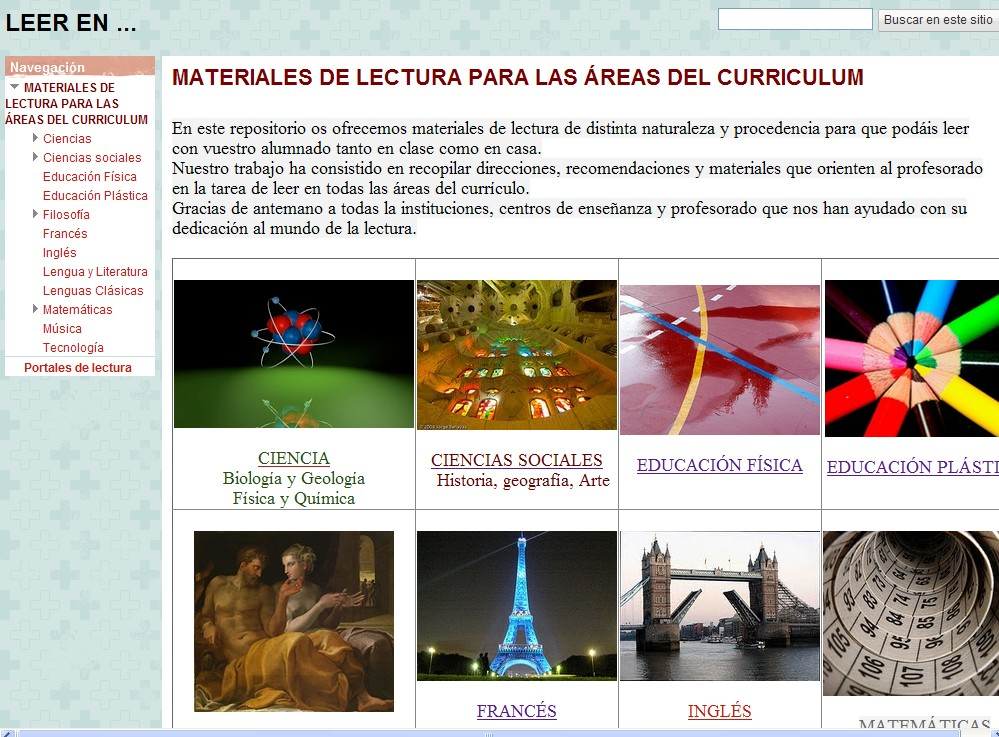 LEER EN ...
Buscar en este sitio
Navegación
MATERIALES DE
LECTURA PARA LAS
ÁREAS DEL CURRICULUM
Ciencias
Ciencias sociales
Educación Física
Educación Plástica
Filosofía
Francés
Inglés
Lengua y Literatura
Lenguas Clásicas
Matemáticas
Música
Tecnología
Portales de lectura
MATERIALES DE LECTURA PARA LAS ÁREAS DEL CURRICULUM
En este repositorio os ofrecemos materiales de lectura de distinta naturaleza y procedencia para que podáis leer
con vuestro alumnado tanto en clase como en casa.
Nuestro trabajo ha consistido en recopilar direcciones, recomendaciones y materiales que orienten al profesorado
en la tarea de leer en todas las áreas del currículo.
Gracias de antemano a todas la instituciones, centros de enseñanza y profesorado que nos han ayudado con su
dedicación al mundo de la lectura.
CIENCIA
Biología y Geología
Física y Química
CIENCIAS SOCIALES
Historia, geografía, Arte
EDUCACIÓN FÍSICA
EDUCACIÓN PLÁSTI
FRANCÉS
INGLÉS
105
106
107
108
MATEMÁTICAS